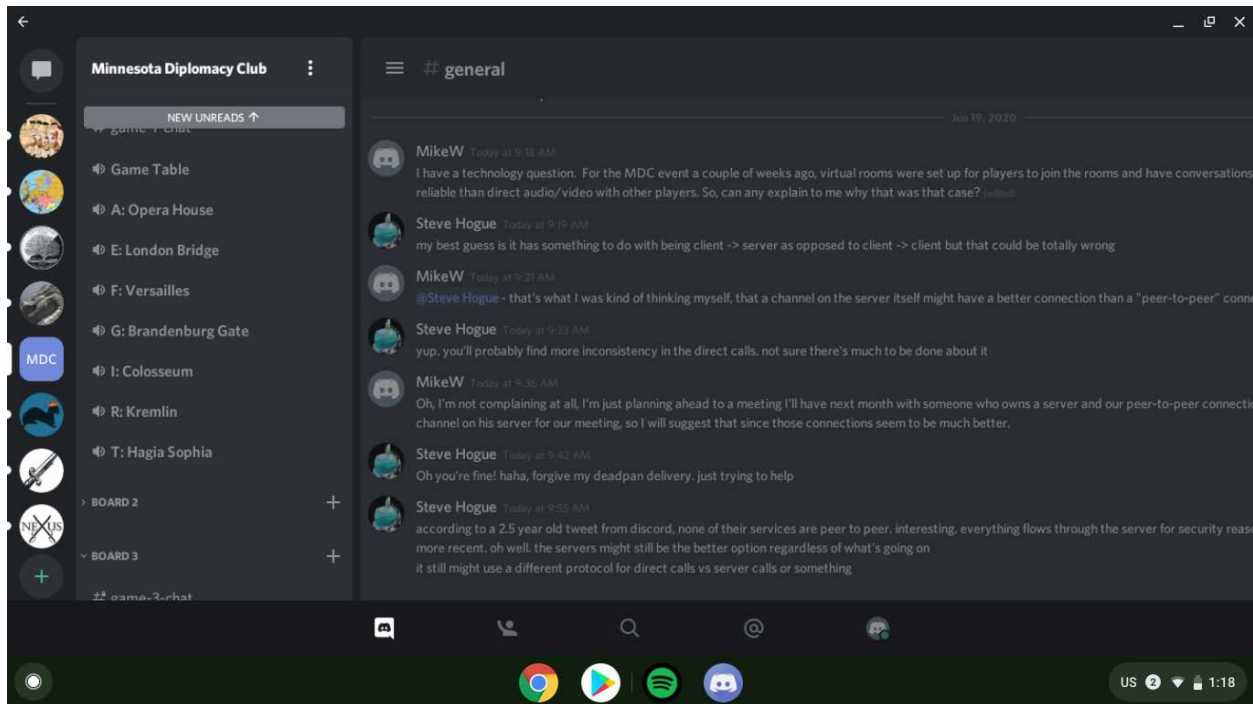 Minnesota Diplomacy Club
# general
NEW UNREADS ↑
# game-1-chat
Game Table
A: Opera House
E: London Bridge
F: Versailles
G: Brandenburg Gate
MDC
I: Colosseum
R: Kremlin
T: Hagia Sophia
BOARD 2
NEXUS
BOARD 3
# game-3-chat
Jun 19, 2020
MikeW Today at 9:18 AM
I have a technology question. For the MDC event a couple of weeks ago, virtual rooms were set up for players to join the rooms and have conversations
reliable than direct audio/video with other players. So, can any explain to me why that was that case? (edited)
Steve Hogue Today at 9:19 AM
my best guess is it has something to do with being client -> server as opposed to client -> client but that could be totally wrong
MikeW Today at 9:21 AM
@Steve Hogue - that's what I was kind of thinking myself, that a channel on the server itself might have a better connection than a "peer-to-peer" conne
Steve Hogue Today at 9:33 AM
yup. you'll probably find more inconsistency in the direct calls. not sure there's much to be done about it
MikeW Today at 9:36 AM
Oh, I'm not complaining at all, I'm just planning ahead to a meeting I'll have next month with someone who owns a server and our peer-to-peer connectio
channel on his server for our meeting, so I will suggest that since those connections seem to be much better.
Steve Hogue Today at 9:42 AM
Oh you're fine! haha, forgive my deadpan delivery. just trying to help
Steve Hogue Today at 9:55 AM
according to a 2.5 year old tweet from discord, none of their services are peer to peer. interesting. everything flows through the server for security reaso
more recent. oh well. the servers might still be the better option regardless of what's going on
it still might use a different protocol for direct calls vs server calls or something
US 2 1:18